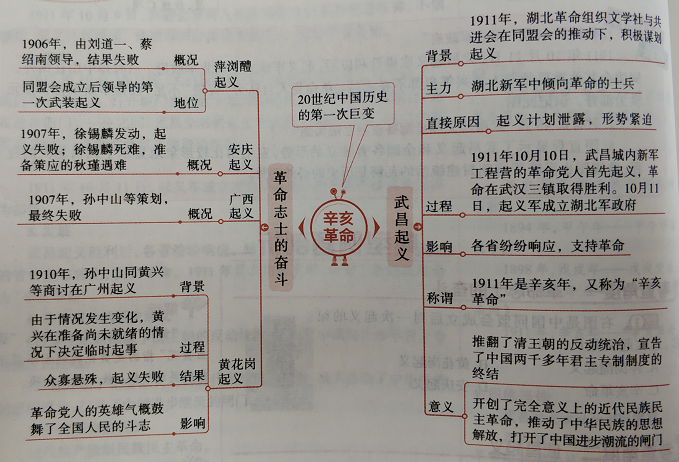 20世纪中国历史
的第一次巨变
辛亥
革命
革命志士的奋斗
萍浏醴
起义
1906年，由刘道一、蔡
绍南领导，结果失败
概况
同盟会成立后领导的第
一次武装起义
地位
安庆
起义
1907年，徐锡麟发动，起
义失败；徐锡麟死难，准
备策应的秋瑾遇难
概况
广西
起义
1907年，孙中山等策划，
最终失败
概况
黄花岗
起义
1910年，孙中山同黄兴
等商讨在广州起义
背景
由于情况发生变化，黄
兴在准备尚未就绪的情
况下决定临时起事
过程
众寡悬殊，起义失败
结果
革命党人的英雄气概鼓
舞了全国人民的斗志
影响
武昌起义
背景
1911年，湖北革命组织文学社与共
进会在同盟会的推动下，积极谋划
起义
主力
湖北新军中倾向革命的士兵
直接原因
起义计划泄露，形势紧迫
过程
1911年10月10日，武昌城内新军
工程营的革命党人首先起义，革
命在武汉三镇取得胜利。10月11
日，起义军成立湖北军政府
影响
各省纷纷响应，支持革命
称谓
1911年是辛亥年，又称为“辛亥
革命”
意义
推翻了清王朝的反动统治，宣告
了中国两千多年君主专制制度的
终结
开创了完全意义上的近代民族民
主革命，推动了中华民族的思想
解放，打开了中国进步潮流的闸门